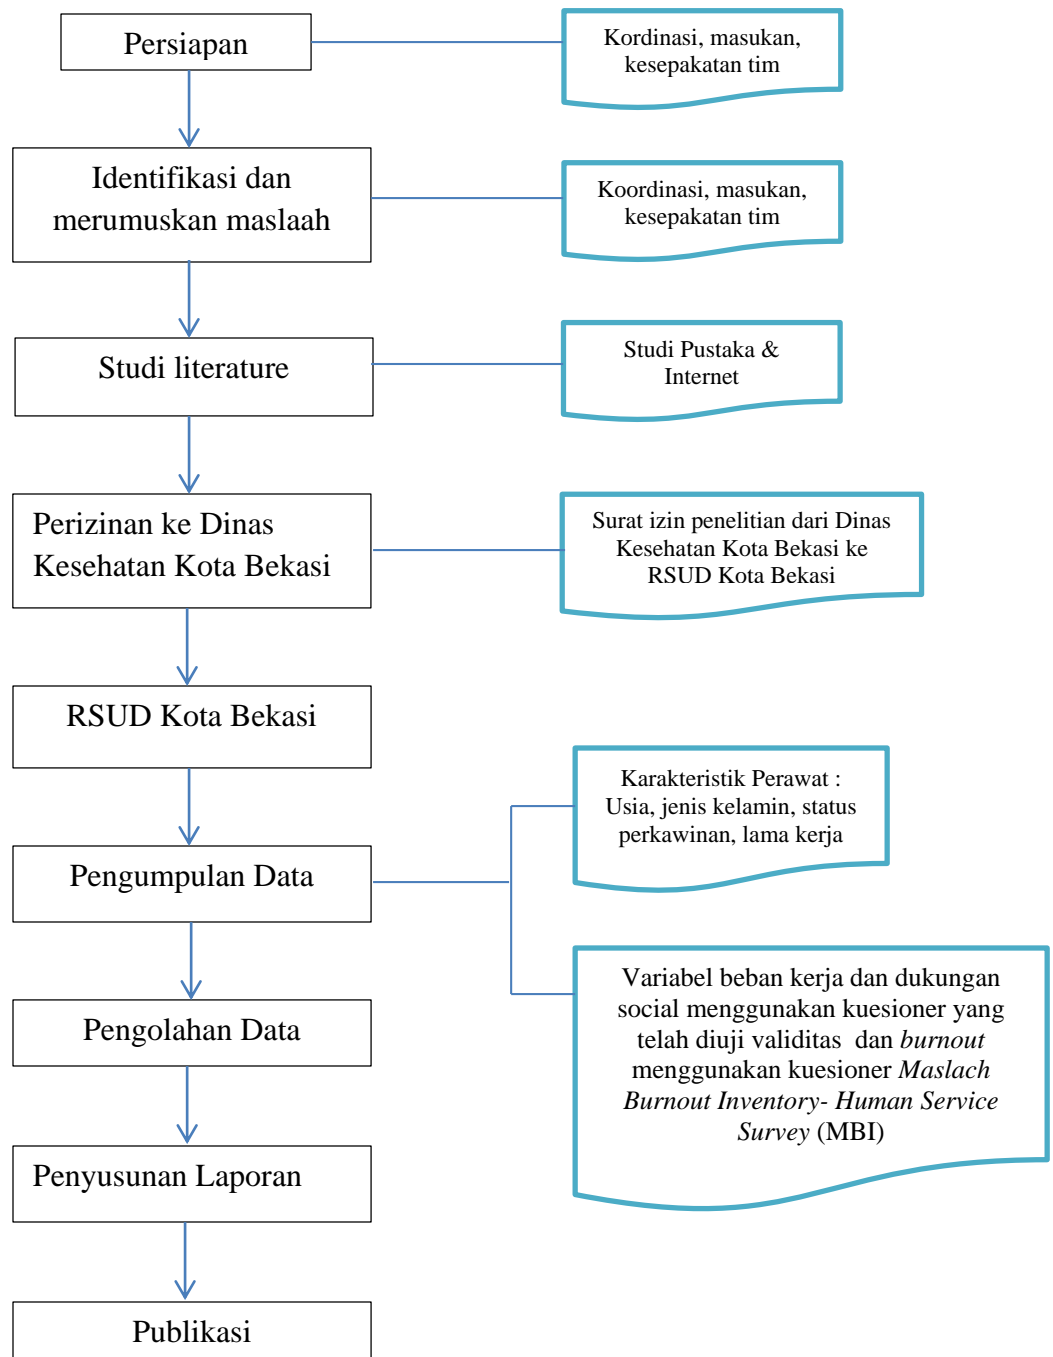 Persiapan
Kordinasi, masukan,
kesepakatan tim
Identifikasi dan
merumuskan maslaah
Koordinasi, masukan,
kesepakatan tim
Studi literature
Studi Pustaka &
Internet
Perizinan ke Dinas
Kesehatan Kota Bekasi
Surat izin penelitian dari Dinas
Kesehatan Kota Bekasi ke
RSUD Kota Bekasi
RSUD Kota Bekasi
Pengumpulan Data
Karakteristik Perawat :
Usia, jenis kelamin, status
perkawinan, lama kerja
Variabel beban kerja dan dukungan
social menggunakan kuesioner yang
telah diuji validitas dan burnout
menggunakan kuesioner Maslach
Burnout Inventory- Human Service
Survey (MBI)
Pengolahan Data
Penyusunan Laporan
Publikasi